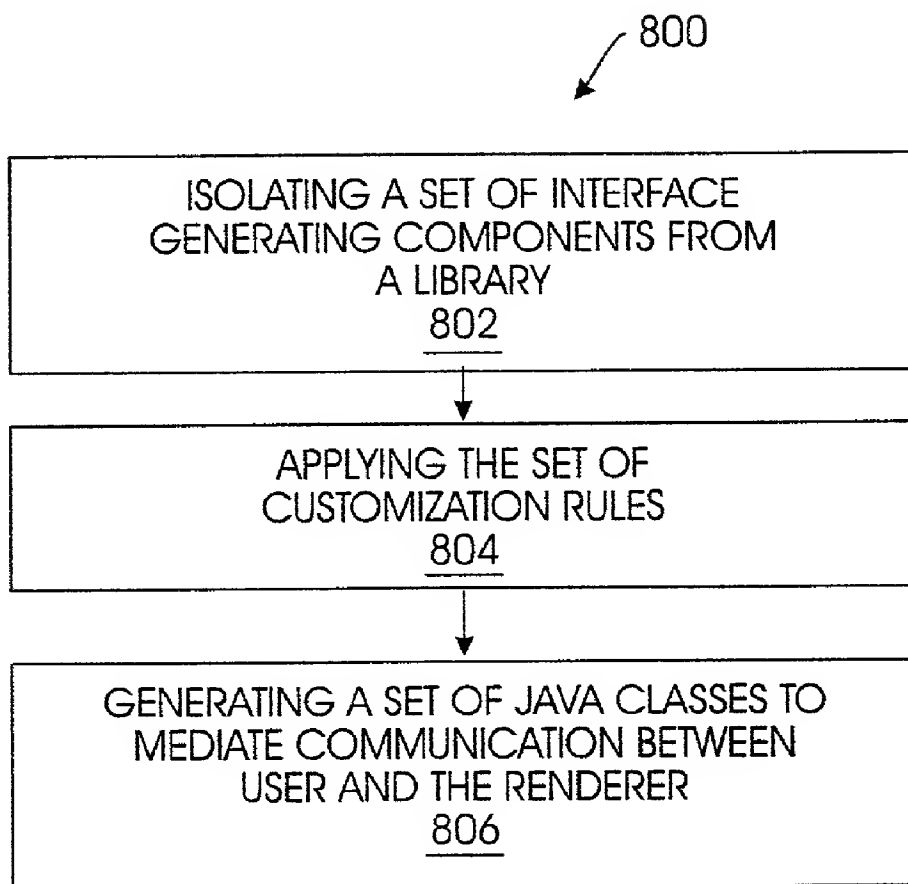 800
ISOLATING A SET OF INTERFACE
GENERATING COMPONENTS FROM
A LIBRARY
802
APPLYING THE SET OF
CUSTOMIZATION RULES
804
GENERATING A SET OF JAVA CLASSES TO
MEDIATE COMMUNICATION BETWEEN
USER AND THE RENDERER
806